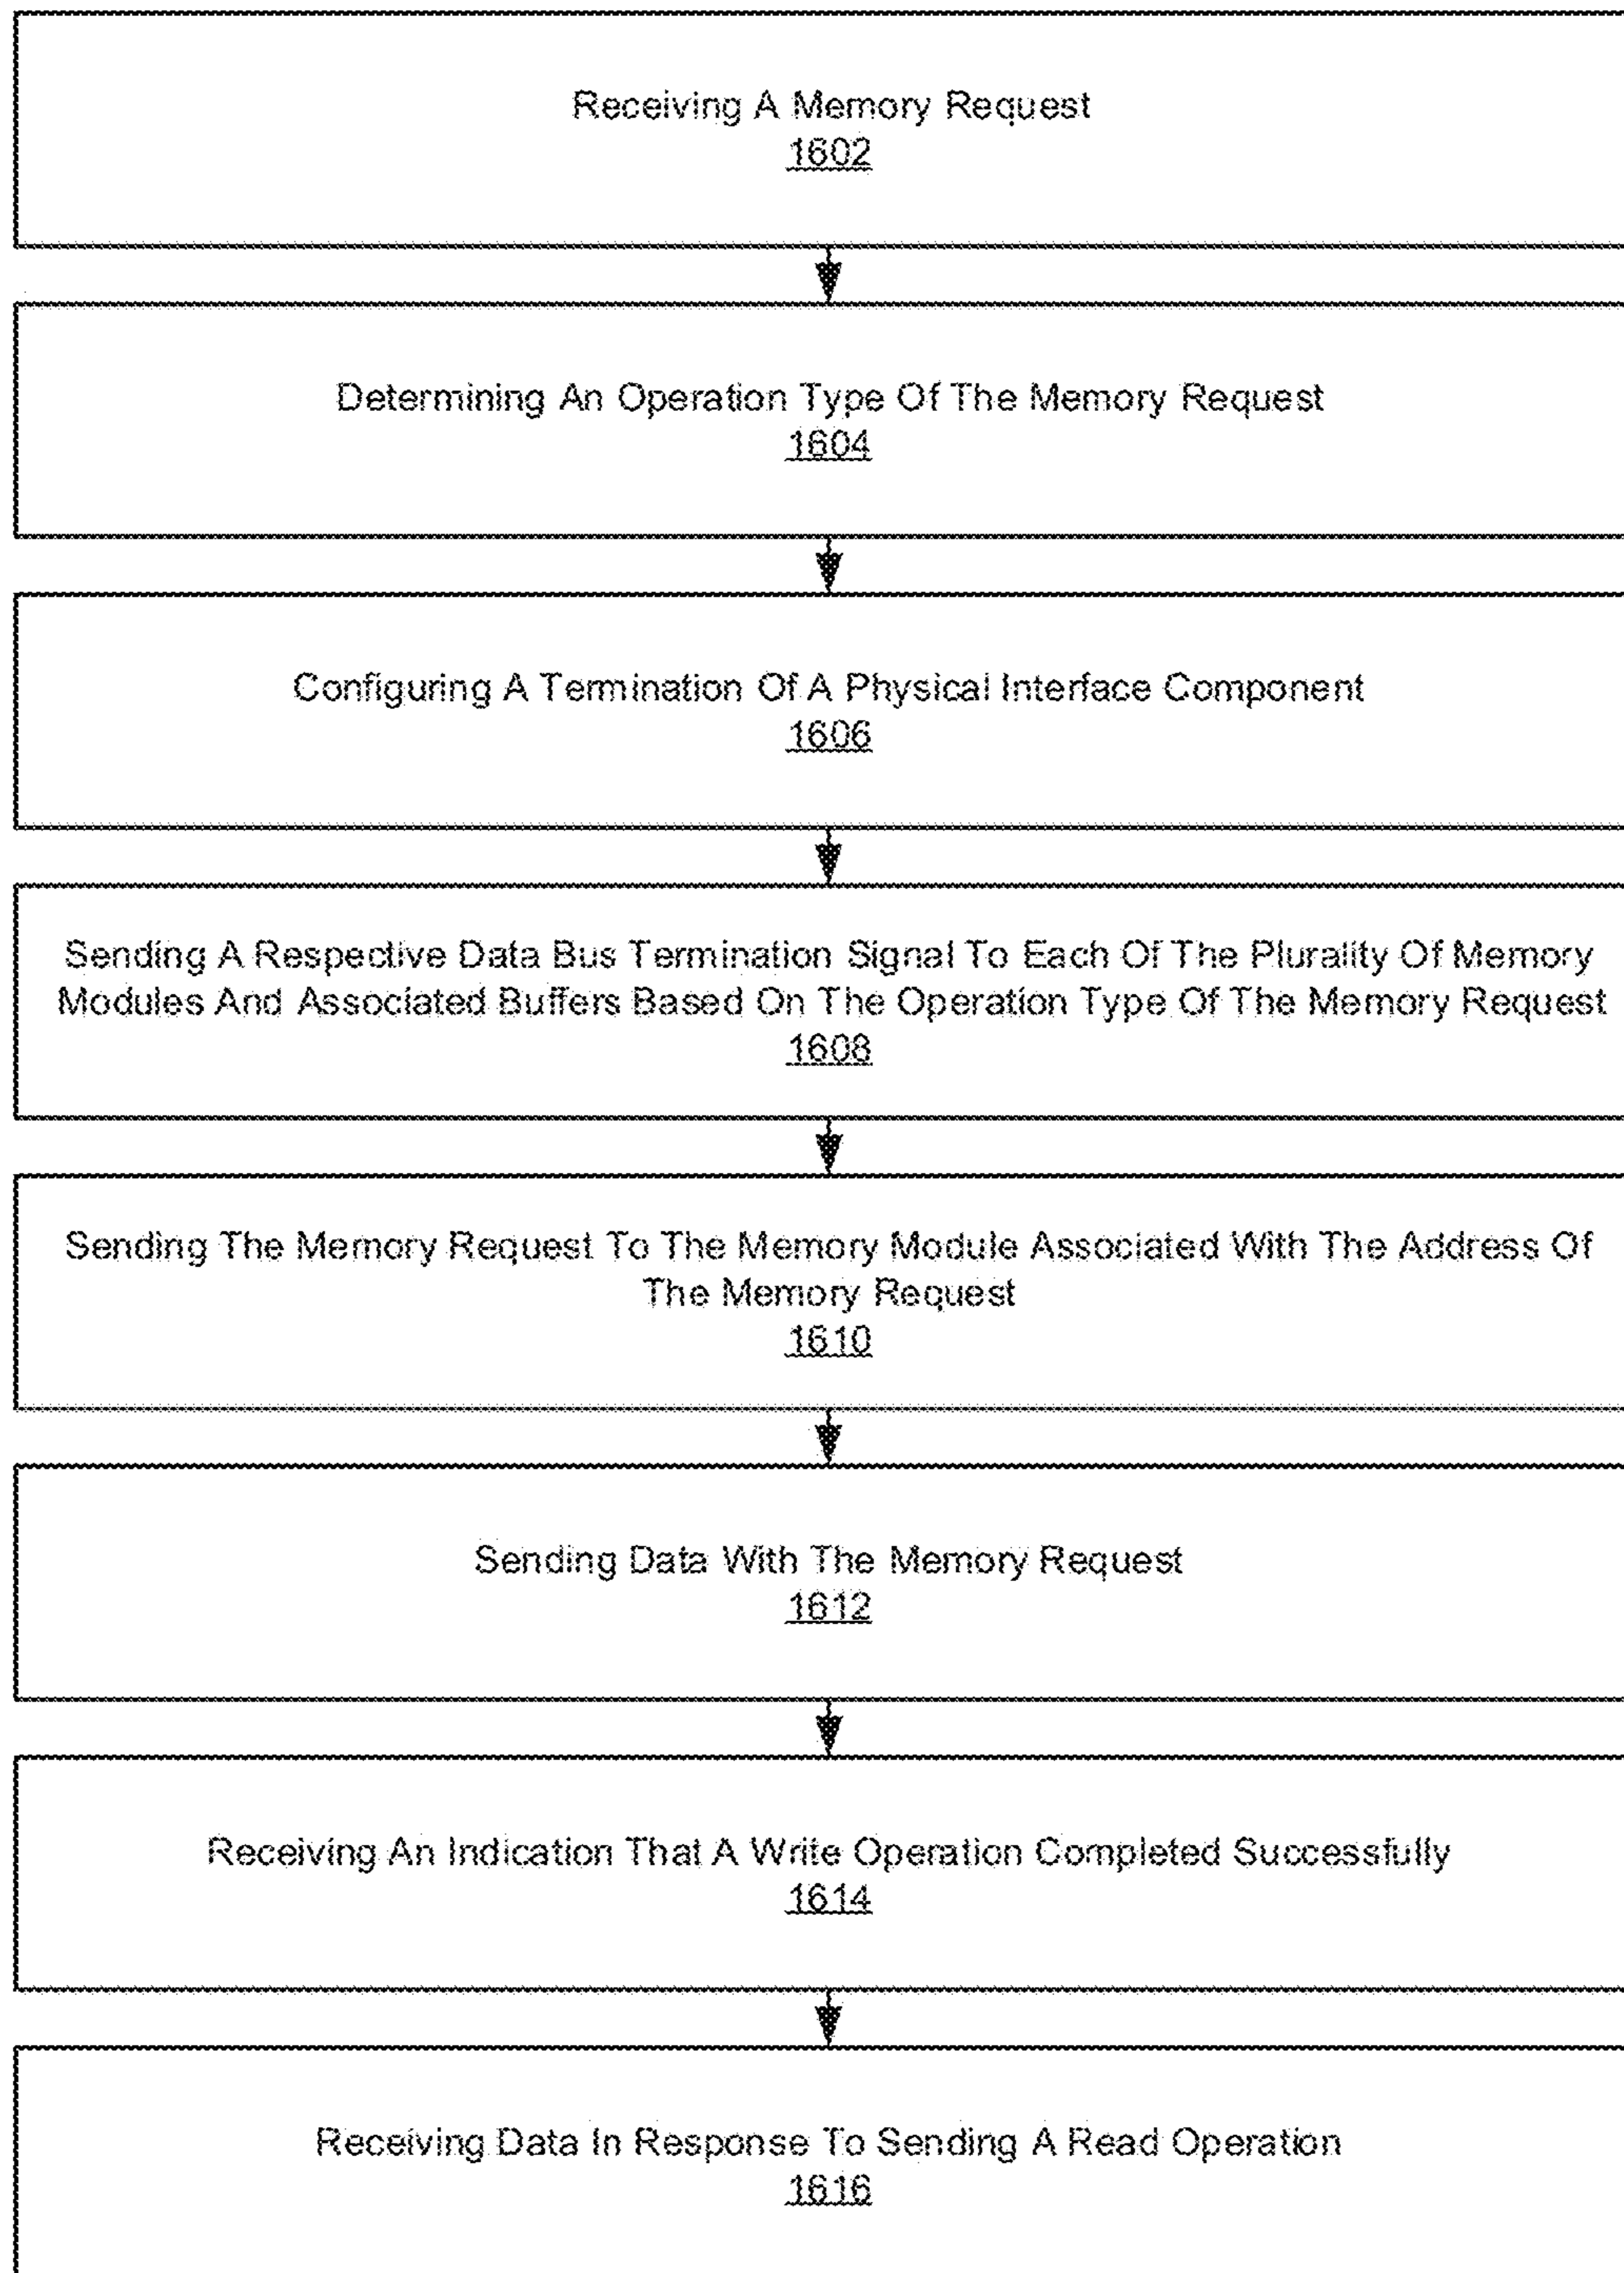 Receiving A Memory Request
1602
Determining An Operation Type Of The Memory Request
1604
Configuring A Termination Of A Physical Interface Component
1606
Sending A Respective Data Bus Termination Signal To Each Of The Plurality Of Memory
Modules And Associated Buffers Based On The Operation Type Of The Memory Request
1608
Sending The Memory Request To The Memory Module Associated With The Address Of
The Memory Request
1610
Sending Data With The Memory Request
1612
Receiving An Indication That A Write Operation Completed Successfully
1614
Receiving Data In Response To Sending A Read Operation
1616